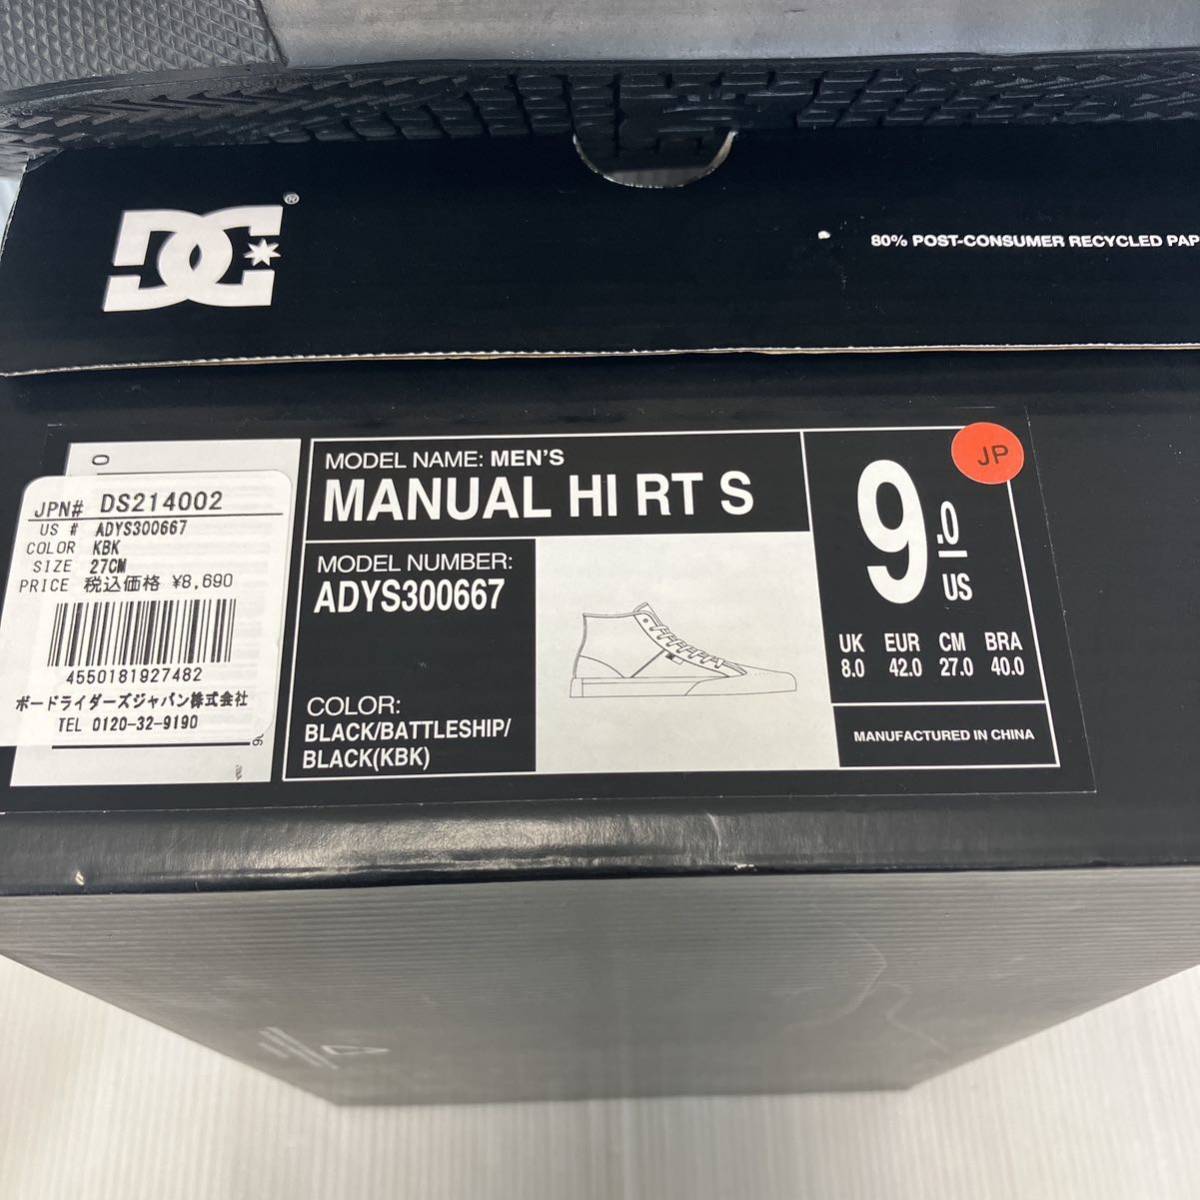 DC®
80% POST-CONSUMER RECYCLED PAP
JPN# DS214002
US # ADYS300667
COLOR KBK
SIZE 27CM
PRICE 税込価格 ¥8,690
4550181927482
ボードライダーズジャパン株式会社
TEL 0120-32-9190
MODEL NAME: MEN'S
MANUAL HI RT S
MODEL NUMBER:
ADYS300667
COLOR:
BLACK/BATTLESHIP/
BLACK(KBK)
9.0
US
JP
UK EUR CM BRA
8.0 42.0 27.0 40.0
MANUFACTURED IN CHINA